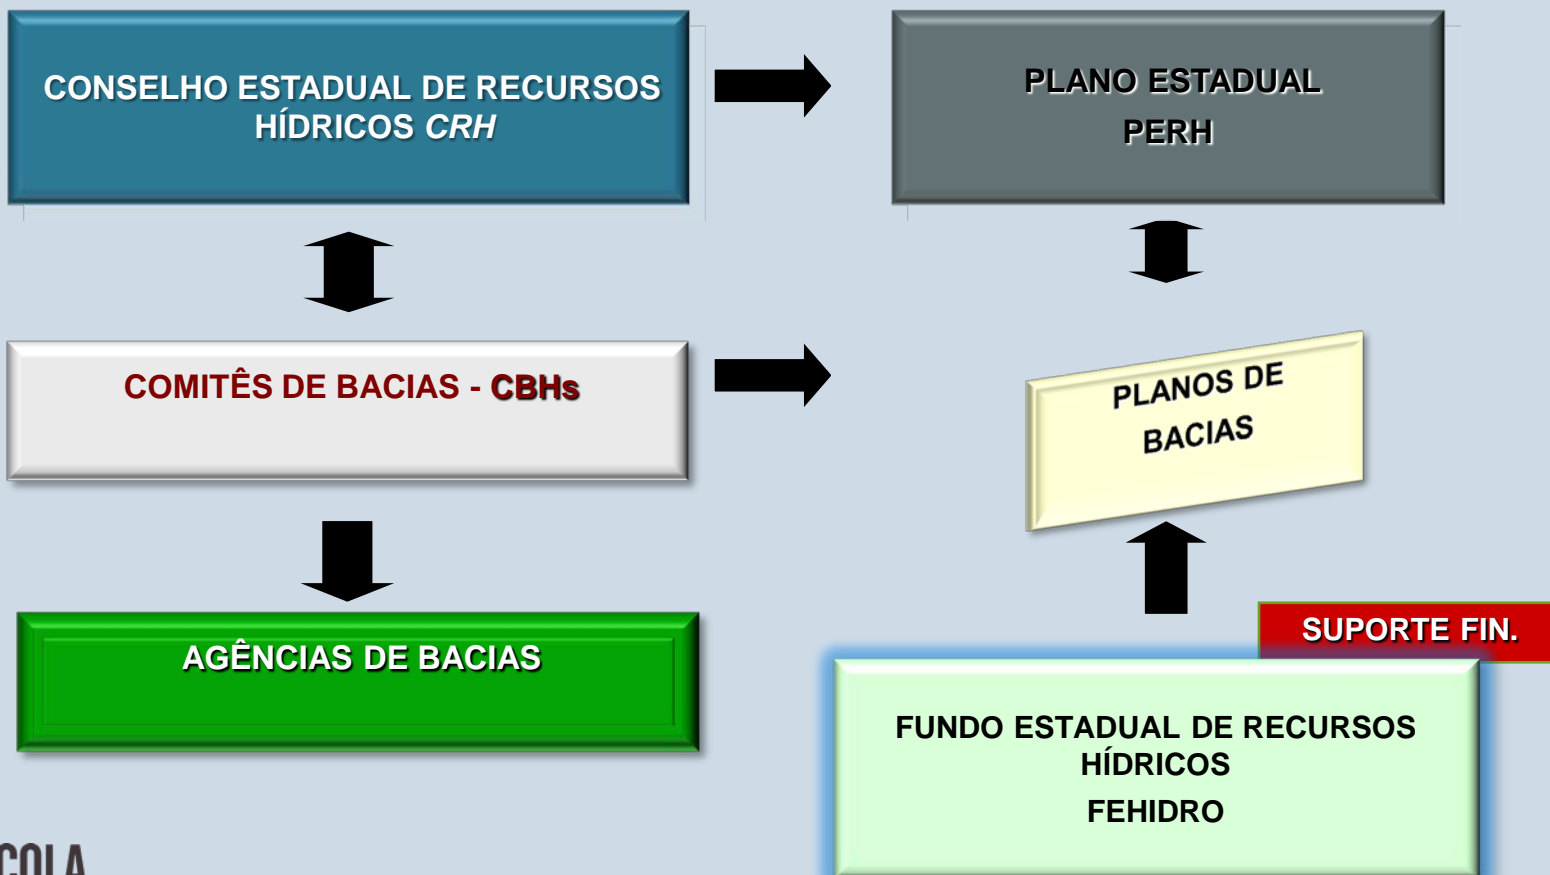 CONSELHO ESTADUAL DE RECURSOS
HÍDRICOS CRH
PLANO ESTADUAL
PERH
COMITÊS DE BACIAS - CBHs
PLANOS DE
BACIAS
AGÊNCIAS DE BACIAS
SUPORTE FIN.
FUNDO ESTADUAL DE RECURSOS
HÍDRICOS
FEHIDRO